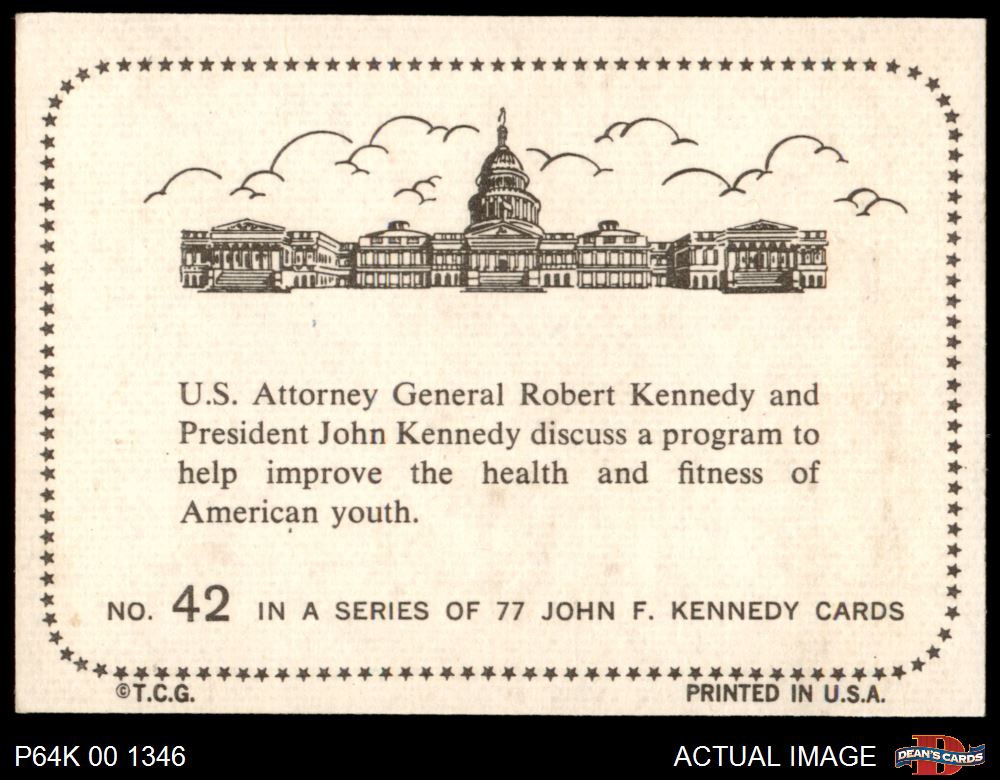 U.S. Attorney General Robert Kennedy and
President John Kennedy discuss a program to
help improve the health and fitness of
American youth.
NO. 42 IN A SERIES OF 77 JOHN F. KENNEDY CARDS
©T.C.G.
PRINTED IN U.S.A.
P64K 00 1346
ACTUAL IMAGE
D
DEAN'S CARDS